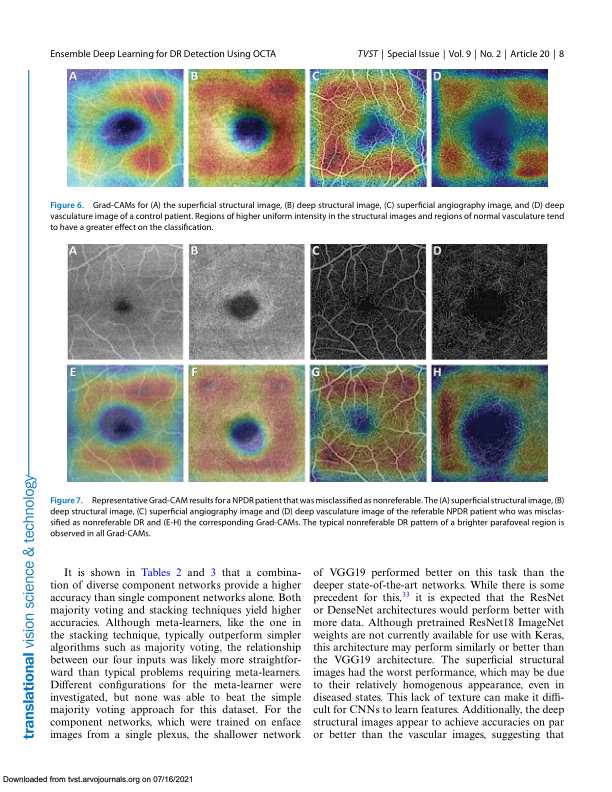 Ensemble Deep Learning for DR Detection Using OCTA
TVST | Special Issue | Vol. 9 | No. 2 | Article 20 | 8
A
B
C
D
Figure 6. Grad-CAMs for (A) the superficial structural image, (B) deep structural image, (C) superficial angiography image, and (D) deep
vasculature image of a control patient. Regions of higher uniform intensity in the structural images and regions of normal vasculature tend
to have a greater effect on the classification.
A
B
C
D
E
F
G
H
Figure 7. Representative Grad-CAM results for a NPDR patient that was misclassified as nonreferable. The (A) superficial structural image, (B)
deep structural image, (C) superficial angiography image and (D) deep vasculature image of the referable NPDR patient who was misclas-
sified as nonreferable DR and (E-H) the corresponding Grad-CAMs. The typical nonreferable DR pattern of a brighter parafoveal region is
observed in all Grad-CAMs.
It is shown in Tables 2 and 3 that a combina-
tion of diverse component networks provide a higher
accuracy than single component networks alone. Both
majority voting and stacking techniques yield higher
accuracies. Although meta-learners, like the one in
the stacking technique, typically outperform simpler
algorithms such as majority voting, the relationship
between our four inputs was likely more straightfor-
ward than typical problems requiring meta-learners.
Different configurations for the meta-learner were
investigated, but none was able to beat the simple
majority voting approach for this dataset. For the
component networks, which were trained on enface
images from a single plexus, the shallower network
of VGG19 performed better on this task than the
deeper state-of-the-art networks. While there is some
precedent for this,33 it is expected that the ResNet
or DenseNet architectures would perform better with
more data. Although pretrained ResNet18 ImageNet
weights are not currently available for use with Keras,
this architecture may perform similarly or better than
the VGG19 architecture. The superficial structural
images had the worst performance, which may be due
to their relatively homogenous appearance, even in
diseased states. This lack of texture can make it diffi-
cult for CNNs to learn features. Additionally, the deep
structural images appear to achieve accuracies on par
or better than the vascular images, suggesting that
translational vision science & technology
Downloaded from tvst.arvojournals.org on 07/16/2021